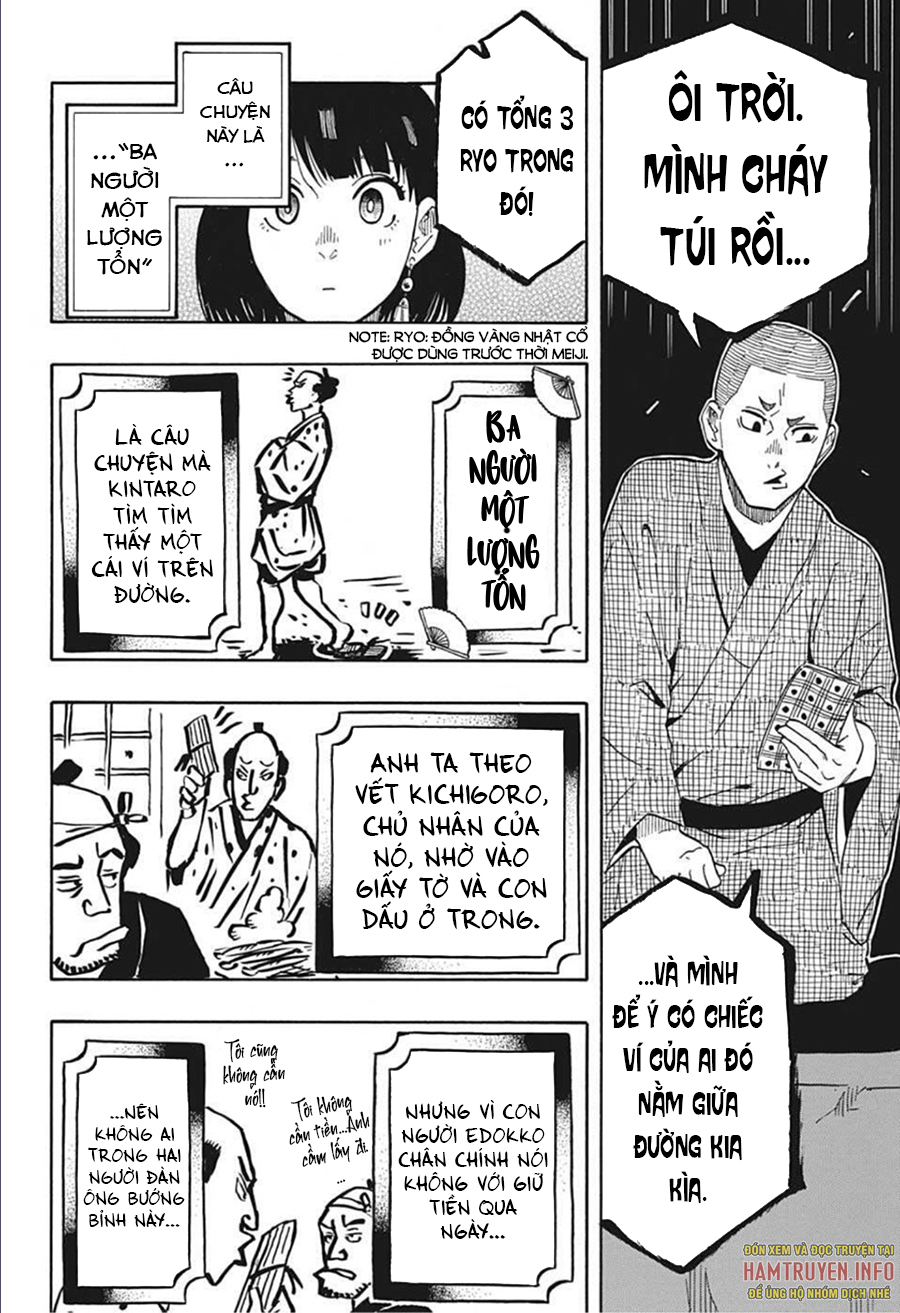 ÔI TRỜI.
MÌNH CHÁY
TÚI RỒI...
...VÀ MÌNH
ĐỂ Ý CÓ CHIẾC
VÍ CỦA AI ĐÓ
NẰM GIỮA
ĐƯỜNG KIA
KÌA.
CÓ TỔNG 3
RYO TRONG
ĐÓ!
CÂU
CHUYỆN
NÀY LÀ
...
..."BA
NGƯỜI
MỘT
LƯỢNG
TỔN"
NOTE: RYO: ĐỒNG VÀNG NHẬT CỔ
ĐƯỢC DÙNG TRƯỚC THỜI MEIJI.
BA
NGƯỜI
MỘT
LƯỢNG
TỔN
LÀ CÂU
CHUYỆN MÀ
KINTARO
TÌM TÌM
THẤY MỘT
CÁI VÍ TRÊN
ĐƯỜNG.
ANH TA THEO
VẾT KICHIGORO,
CHỦ NHÂN CỦA
NÓ, NHỜ VÀO
GIẤY TỜ VÀ CON
DẤU Ở TRONG.
NHƯNG VÌ CON
NGƯỜI EDOKKO
CHÂN CHÍNH NÓI
KHÔNG VỚI GIỮ
TIỀN QUA
NGÀY...
Tôi không
cần tiền...Anh
cầm lấy đi.
...
Tôi cũng
không cần
nó!!
...NÊN
KHÔNG AI
TRONG HAI
NGƯỜI ĐÀN
ÔNG BƯỚNG
BỈNH NÀY...
ĐÓN XEM VÀ ĐỌC TRUYỆN TẠI
HAMTRUYEN.INFO
ĐỂ ỦNG HỘ NHÓM DỊCH NHÉ